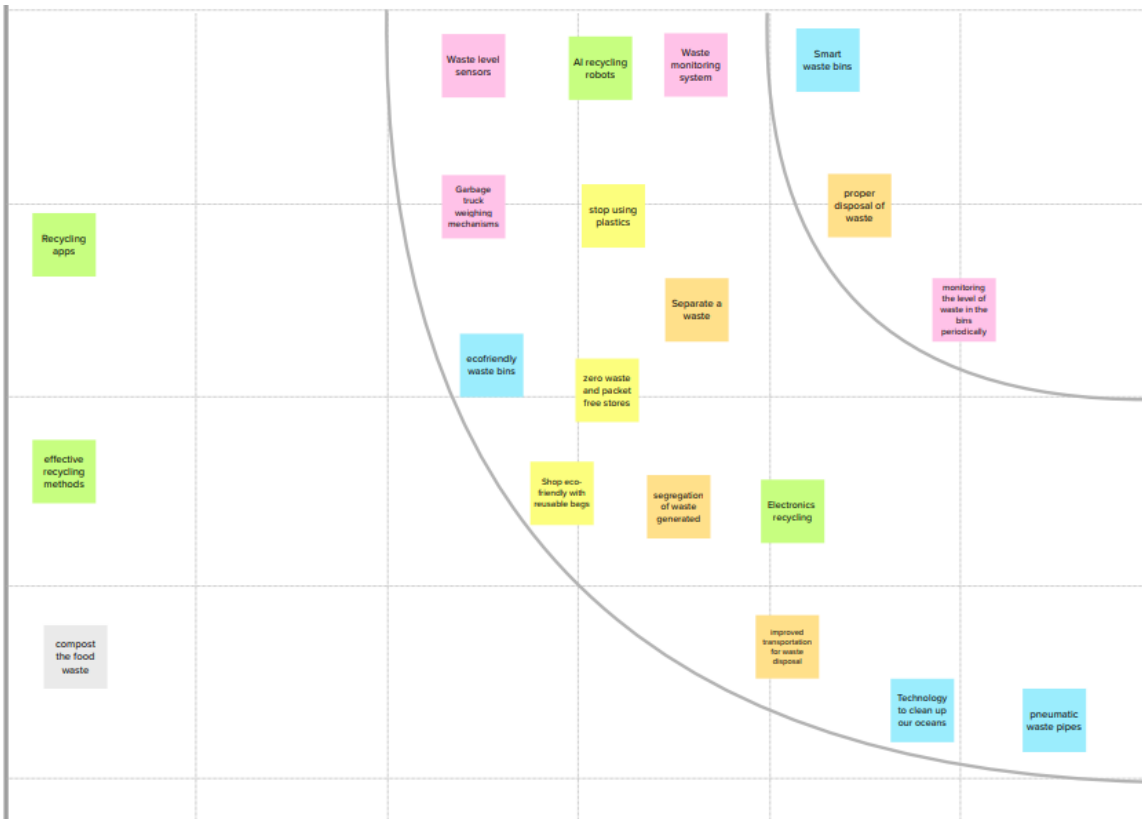 Waste level
sensors
AI recycling
robots
Waste
monitoring
system
Smart
waste bins
Garbage
truck
weighing
mechanisms
stop using
plastics
proper
disposal of
waste
Recycling
apps
Separate a
waste
monitoring
the level of
waste in the
bins
periodically
ecofriendly
waste bins
zero waste
and packet
free stores
effective
recycling
methods
Shop eco-
friendly with
reusable bags
segregation
of waste
generated
Electronics
recycling
compost
the food
waste
improved
transportation
for waste
disposal
Technology
to clean up
our oceans
pneumatic
waste pipes